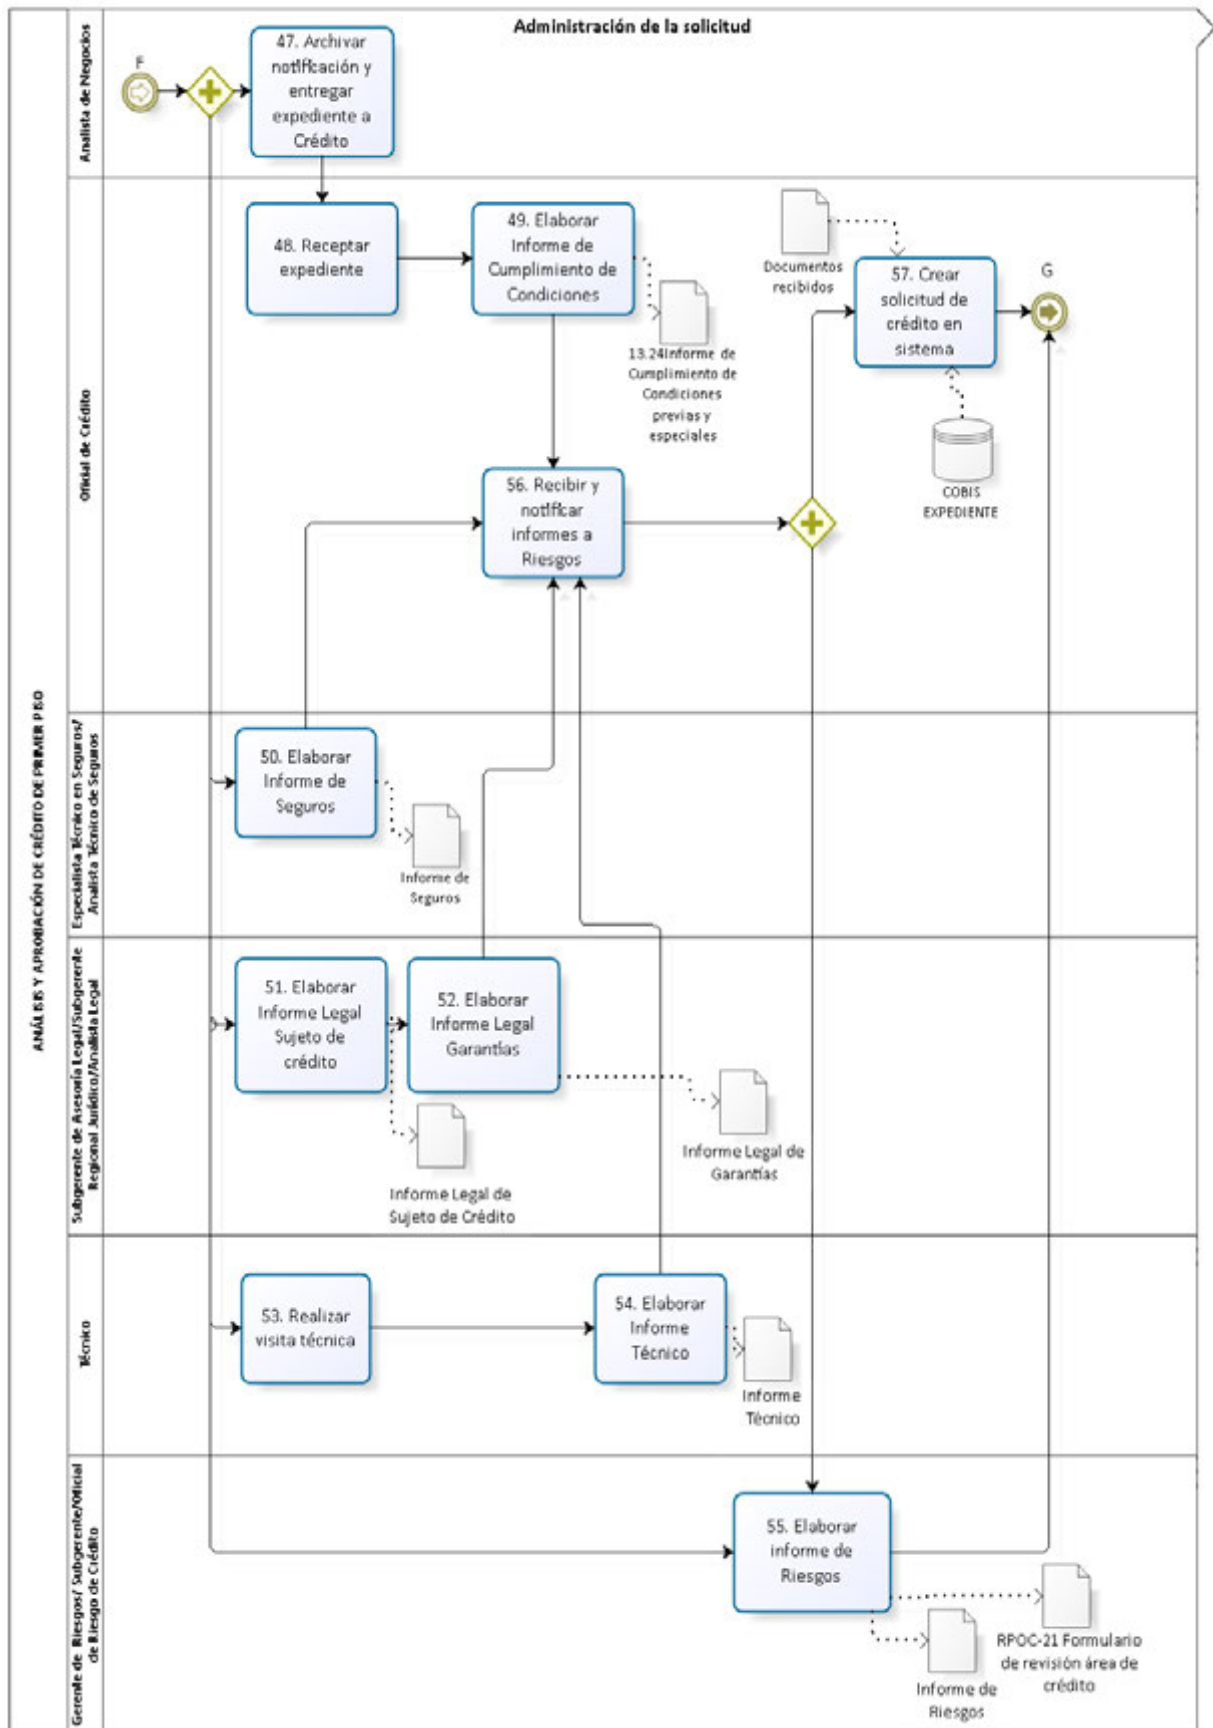 Administración de la solicitud
ANÁLISIS Y APROBACIÓN DE CRÉDITO DE PRIMER PISO
Analista de Negocios
F
47. Archivar
notificación y
entregar
expediente a
Crédito
Oficial de Crédito
48. Receptar
expediente
49. Elaborar
Informe de
Cumplimiento de
Condiciones
13.24Informe de
Cumplimiento de
Condiciones
previas y
especiales
Documentos
recibidos
57. Crear
solicitud de
crédito en
sistema
G
COBIS
EXPEDIENTE
56. Recibir y
notificar
informes a
Riesgos
Especialista Técnico en Seguros/
Analista Técnico de Seguros
50. Elaborar
Informe de
Seguros
Informe de
Seguros
Subgerente de Asesoría Legal/Subgerente
Regional Jurídico/Analista Legal
51. Elaborar
Informe Legal
Sujeto de
crédito
52. Elaborar
Informe Legal
Garantías
Informe Legal de
Sujeto de Crédito
Informe Legal de
Garantías
Técnico
53. Realizar
visita técnica
54. Elaborar
Informe
Técnico
Informe
Técnico
Gerente de Riesgos/ Subgerente/Oficial
de Riesgo de Crédito
55. Elaborar
informe de
Riesgos
Informe de
Riesgos
RPOC-21 Formulario
de revisión área de
crédito